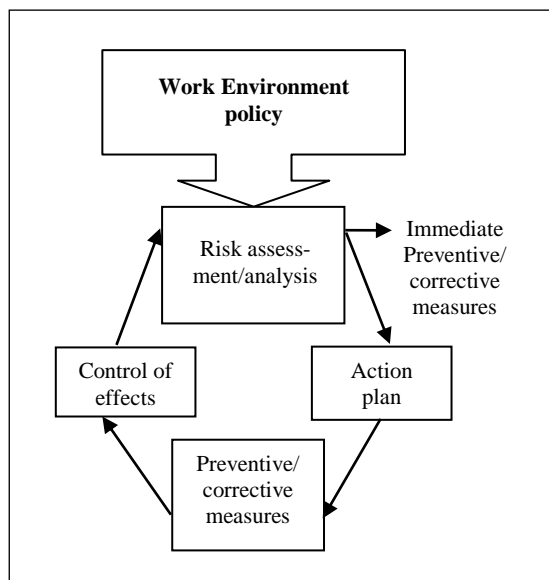 Work Environment
policy
Risk assess-
ment/analysis
Immediate
Preventive/
corrective
measures
Control of
effects
Action
plan
Preventive/
corrective
measures